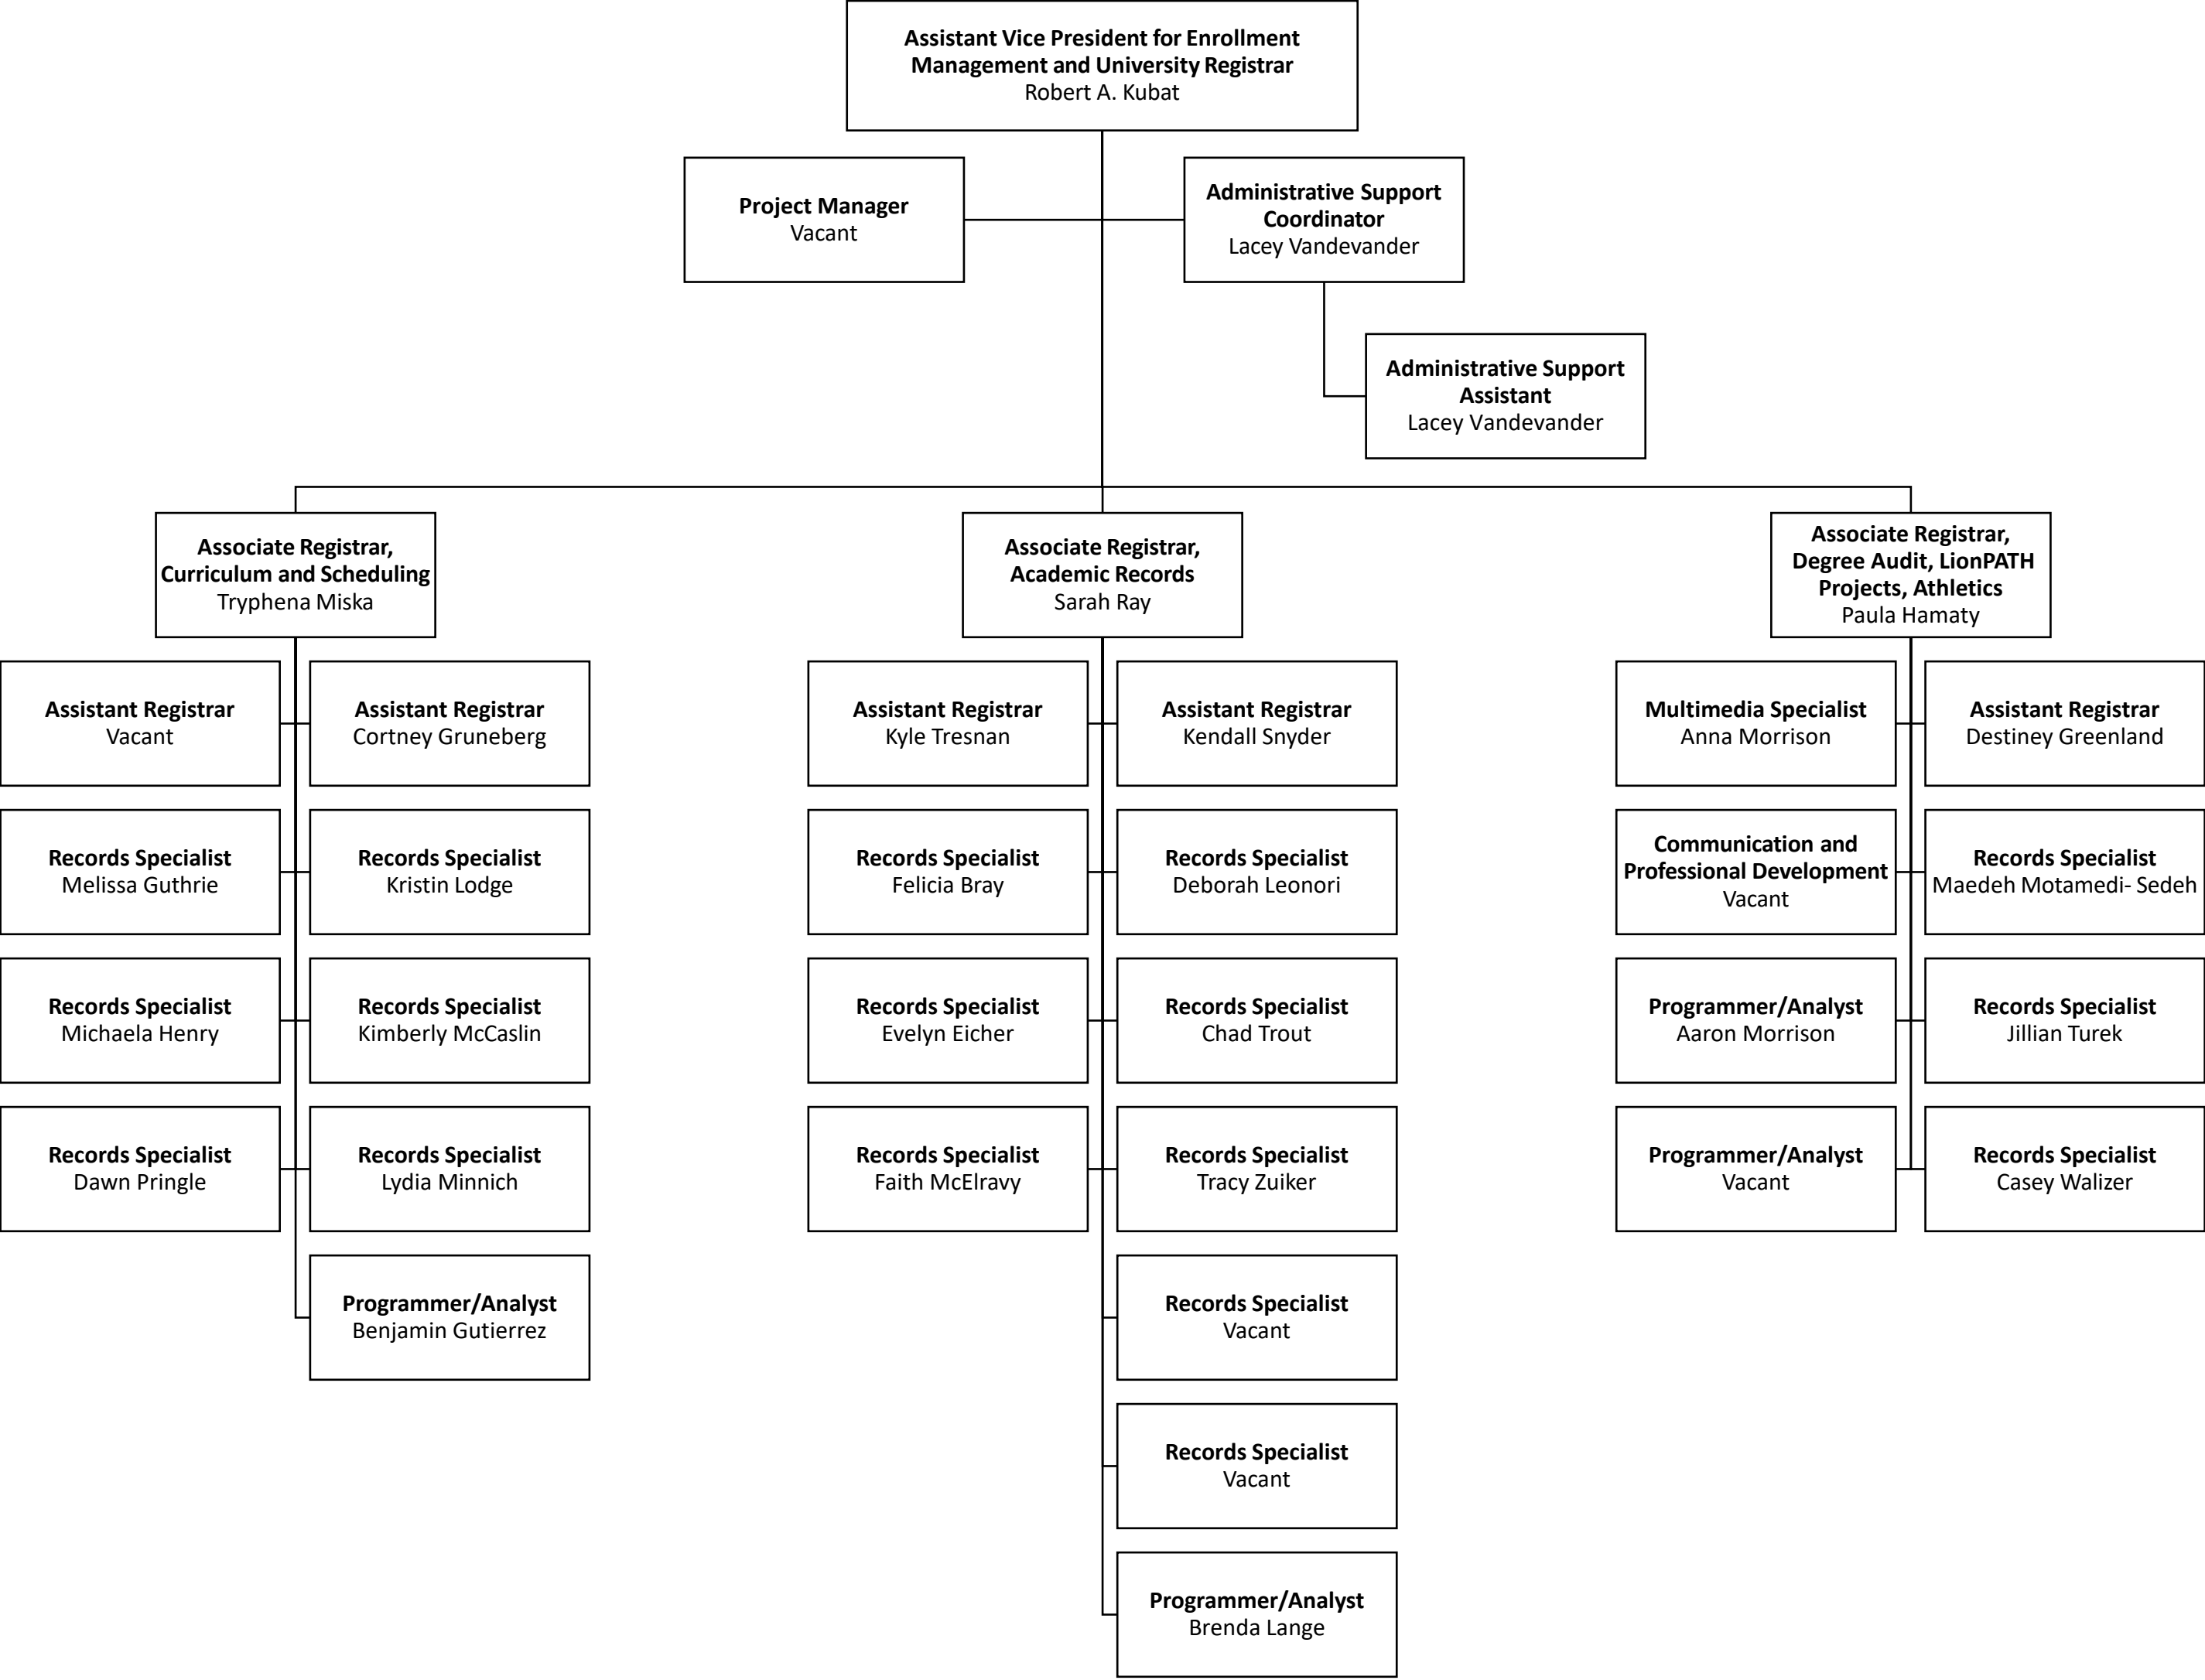 Assistant Vice President for Enrollment
Management and University Registrar
Robert A. Kubat
Project Manager
Vacant
Administrative Support
Coordinator
Lacey Vandevander
Administrative Support
Assistant
Lacey Vandevander
Associate Registrar,
Curriculum and Scheduling
Tryphena Miska
Associate Registrar,
Academic Records
Sarah Ray
Associate Registrar,
Degree Audit, LionPATH
Projects, Athletics
Paula Hamaty
Assistant Registrar
Vacant
Assistant Registrar
Cortney Gruneberg
Records Specialist
Melissa Guthrie
Records Specialist
Kristin Lodge
Records Specialist
Michaela Henry
Records Specialist
Kimberly McCaslin
Records Specialist
Dawn Pringle
Records Specialist
Lydia Minnich
Programmer/Analyst
Benjamin Gutierrez
Assistant Registrar
Kyle Tresnan
Assistant Registrar
Kendall Snyder
Records Specialist
Felicia Bray
Records Specialist
Deborah Leonori
Records Specialist
Evelyn Eicher
Records Specialist
Chad Trout
Records Specialist
Faith McElravy
Records Specialist
Tracy Zuiker
Records Specialist
Vacant
Records Specialist
Vacant
Programmer/Analyst
Brenda Lange
Multimedia Specialist
Anna Morrison
Assistant Registrar
Destiney Greenland
Communication and
Professional Development
Vacant
Records Specialist
Maedeh Motamedi- Sedeh
Programmer/Analyst
Aaron Morrison
Records Specialist
Jillian Turek
Programmer/Analyst
Vacant
Records Specialist
Casey Walizer